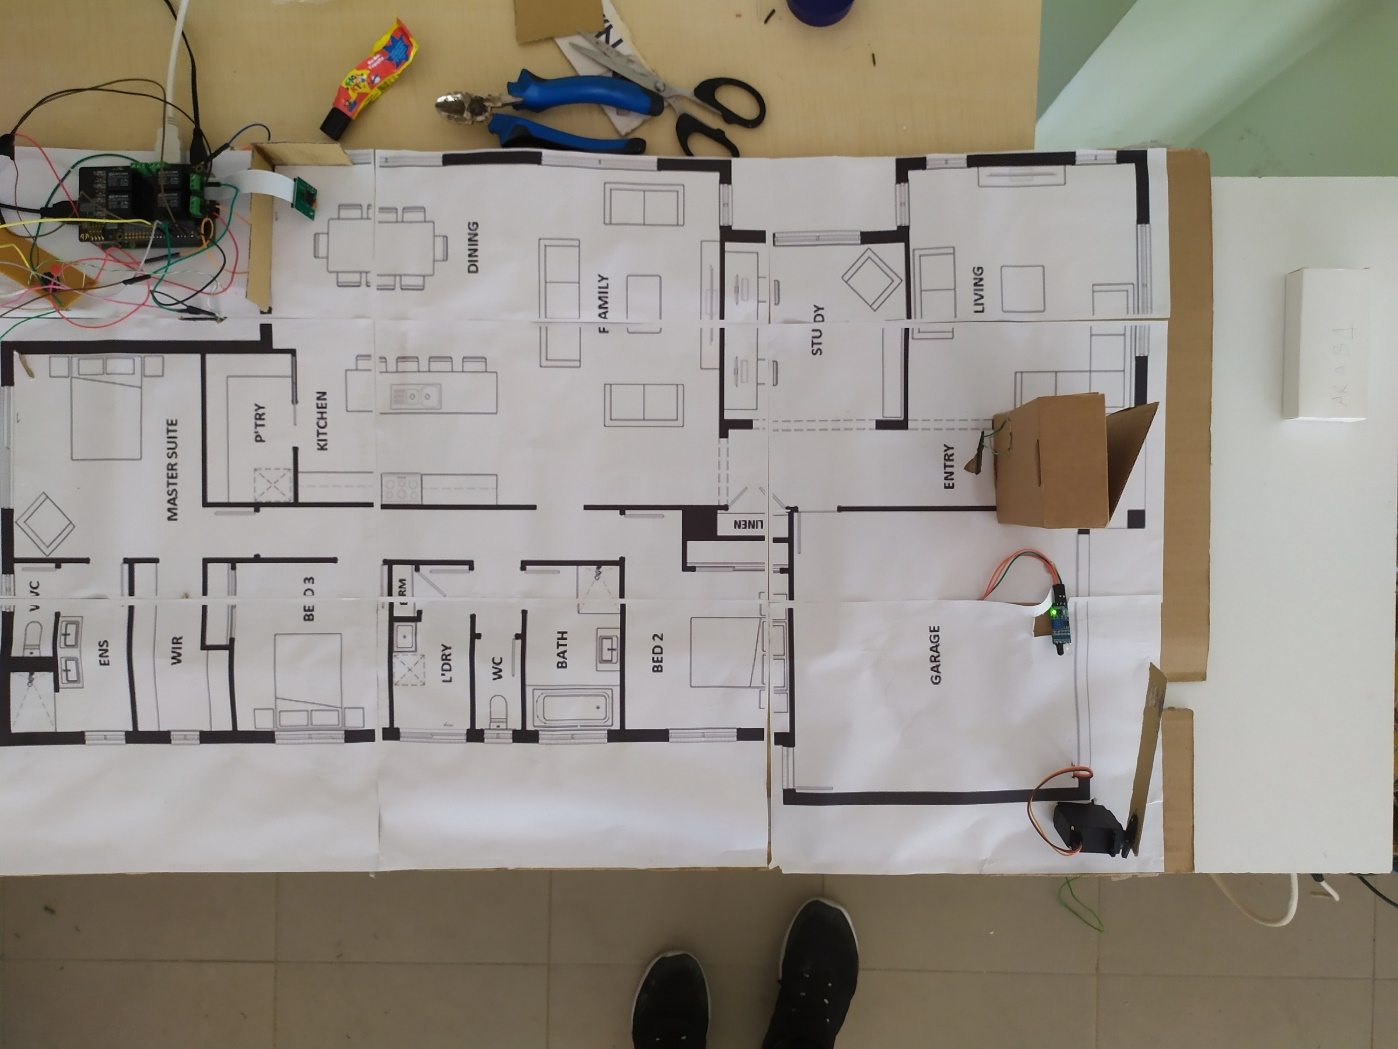 DINING
FAMILY
LIVING
STUDY
KITCHEN
P'TRY
MASTER SUITE
ENTRY
LINEN
WC
ENS
WIR
BED 3
L'DRY
WC
BATH
BED 2
GARAGE